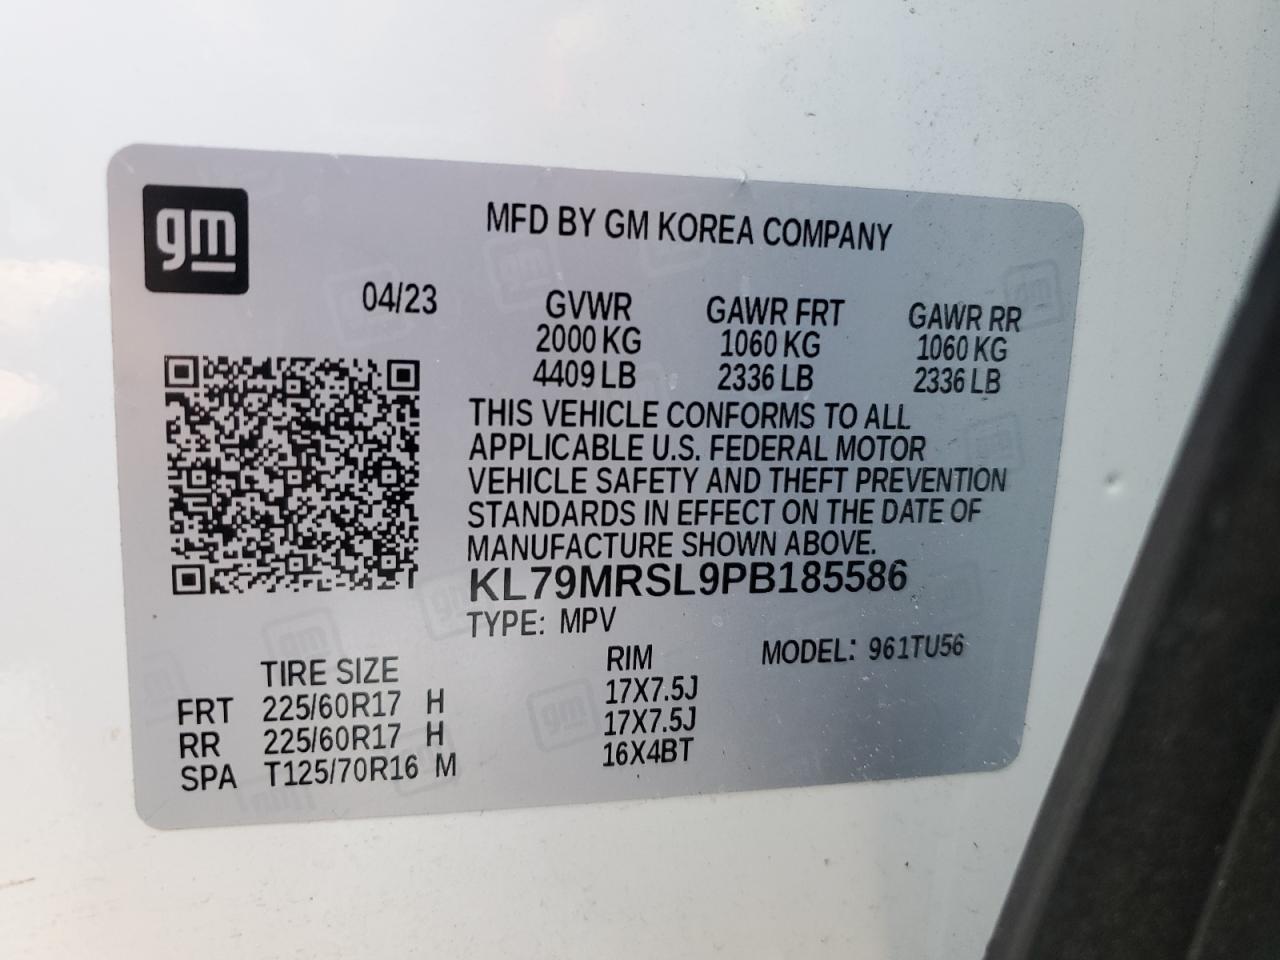 gm
MFD BY GM KOREA COMPANY
04/23
GVWR GAWR FRT GAWR RR
2000 KG 1060 KG 1060 KG
4409 LB 2336 LB 2336 LB
THIS VEHICLE CONFORMS TO ALL
APPLICABLE U.S. FEDERAL MOTOR
VEHICLE SAFETY AND THEFT PREVENTION
STANDARDS IN EFFECT ON THE DATE OF
MANUFACTURE SHOWN ABOVE.
KL79MRSL9PB185586
TYPE: MPV
MODEL: 961TU56
TIRE SIZE RIM
FRT 225/60R17 H 17X7.5J
RR 225/60R17 H 17X7.5J
SPA T125/70R16 M 16X4BT